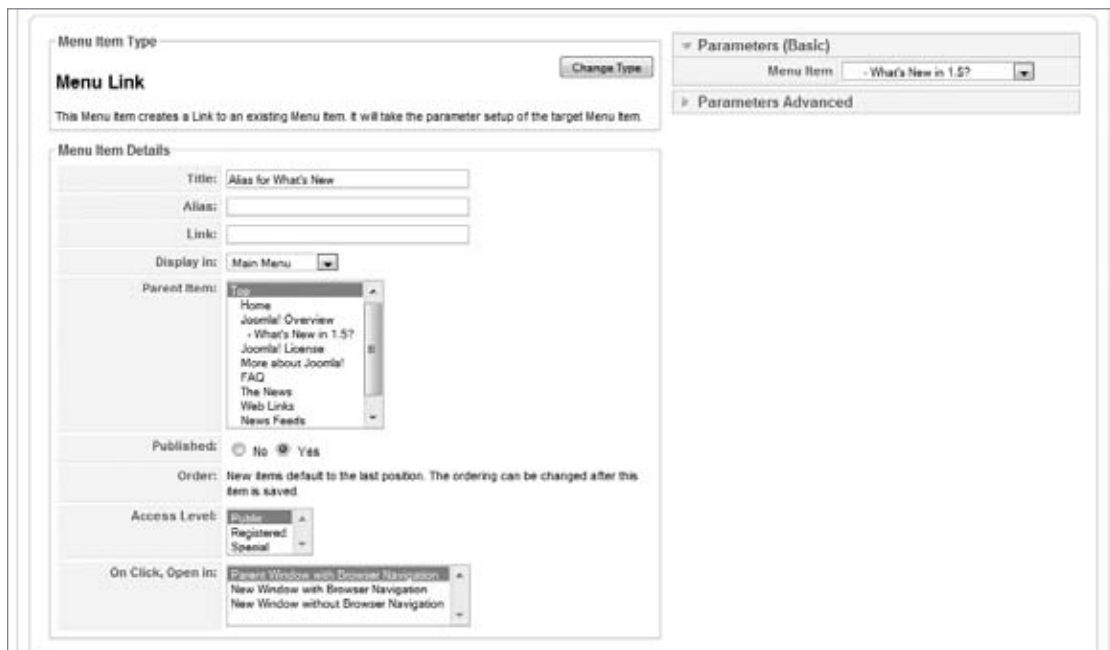 Menu Item Type
Menu Link
Change Type
This Menu Item creates a Link to an existing Menu Item. It will take the parameter setup of the target Menu Item.
Menu Item Details
Title: Alias for What's New
Alias:
Link:
Display in: Main Menu
Parent Item: Top
Home
Joomla! Overview
- What's New in 1.5?
Joomla! License
More about Joomla!
FAQ
The News
Web Links
News Feeds
Published: No Yes
Order: New items default to the last position. The ordering can be changed after this
item is saved.
Access Level: Public
Registered
Special
On Click, Open in: Parent Window with Browser Navigation
New Window with Browser Navigation
New Window without Browser Navigation
Parameters (Basic)
Menu Item - What's New in 1.5?
Parameters Advanced